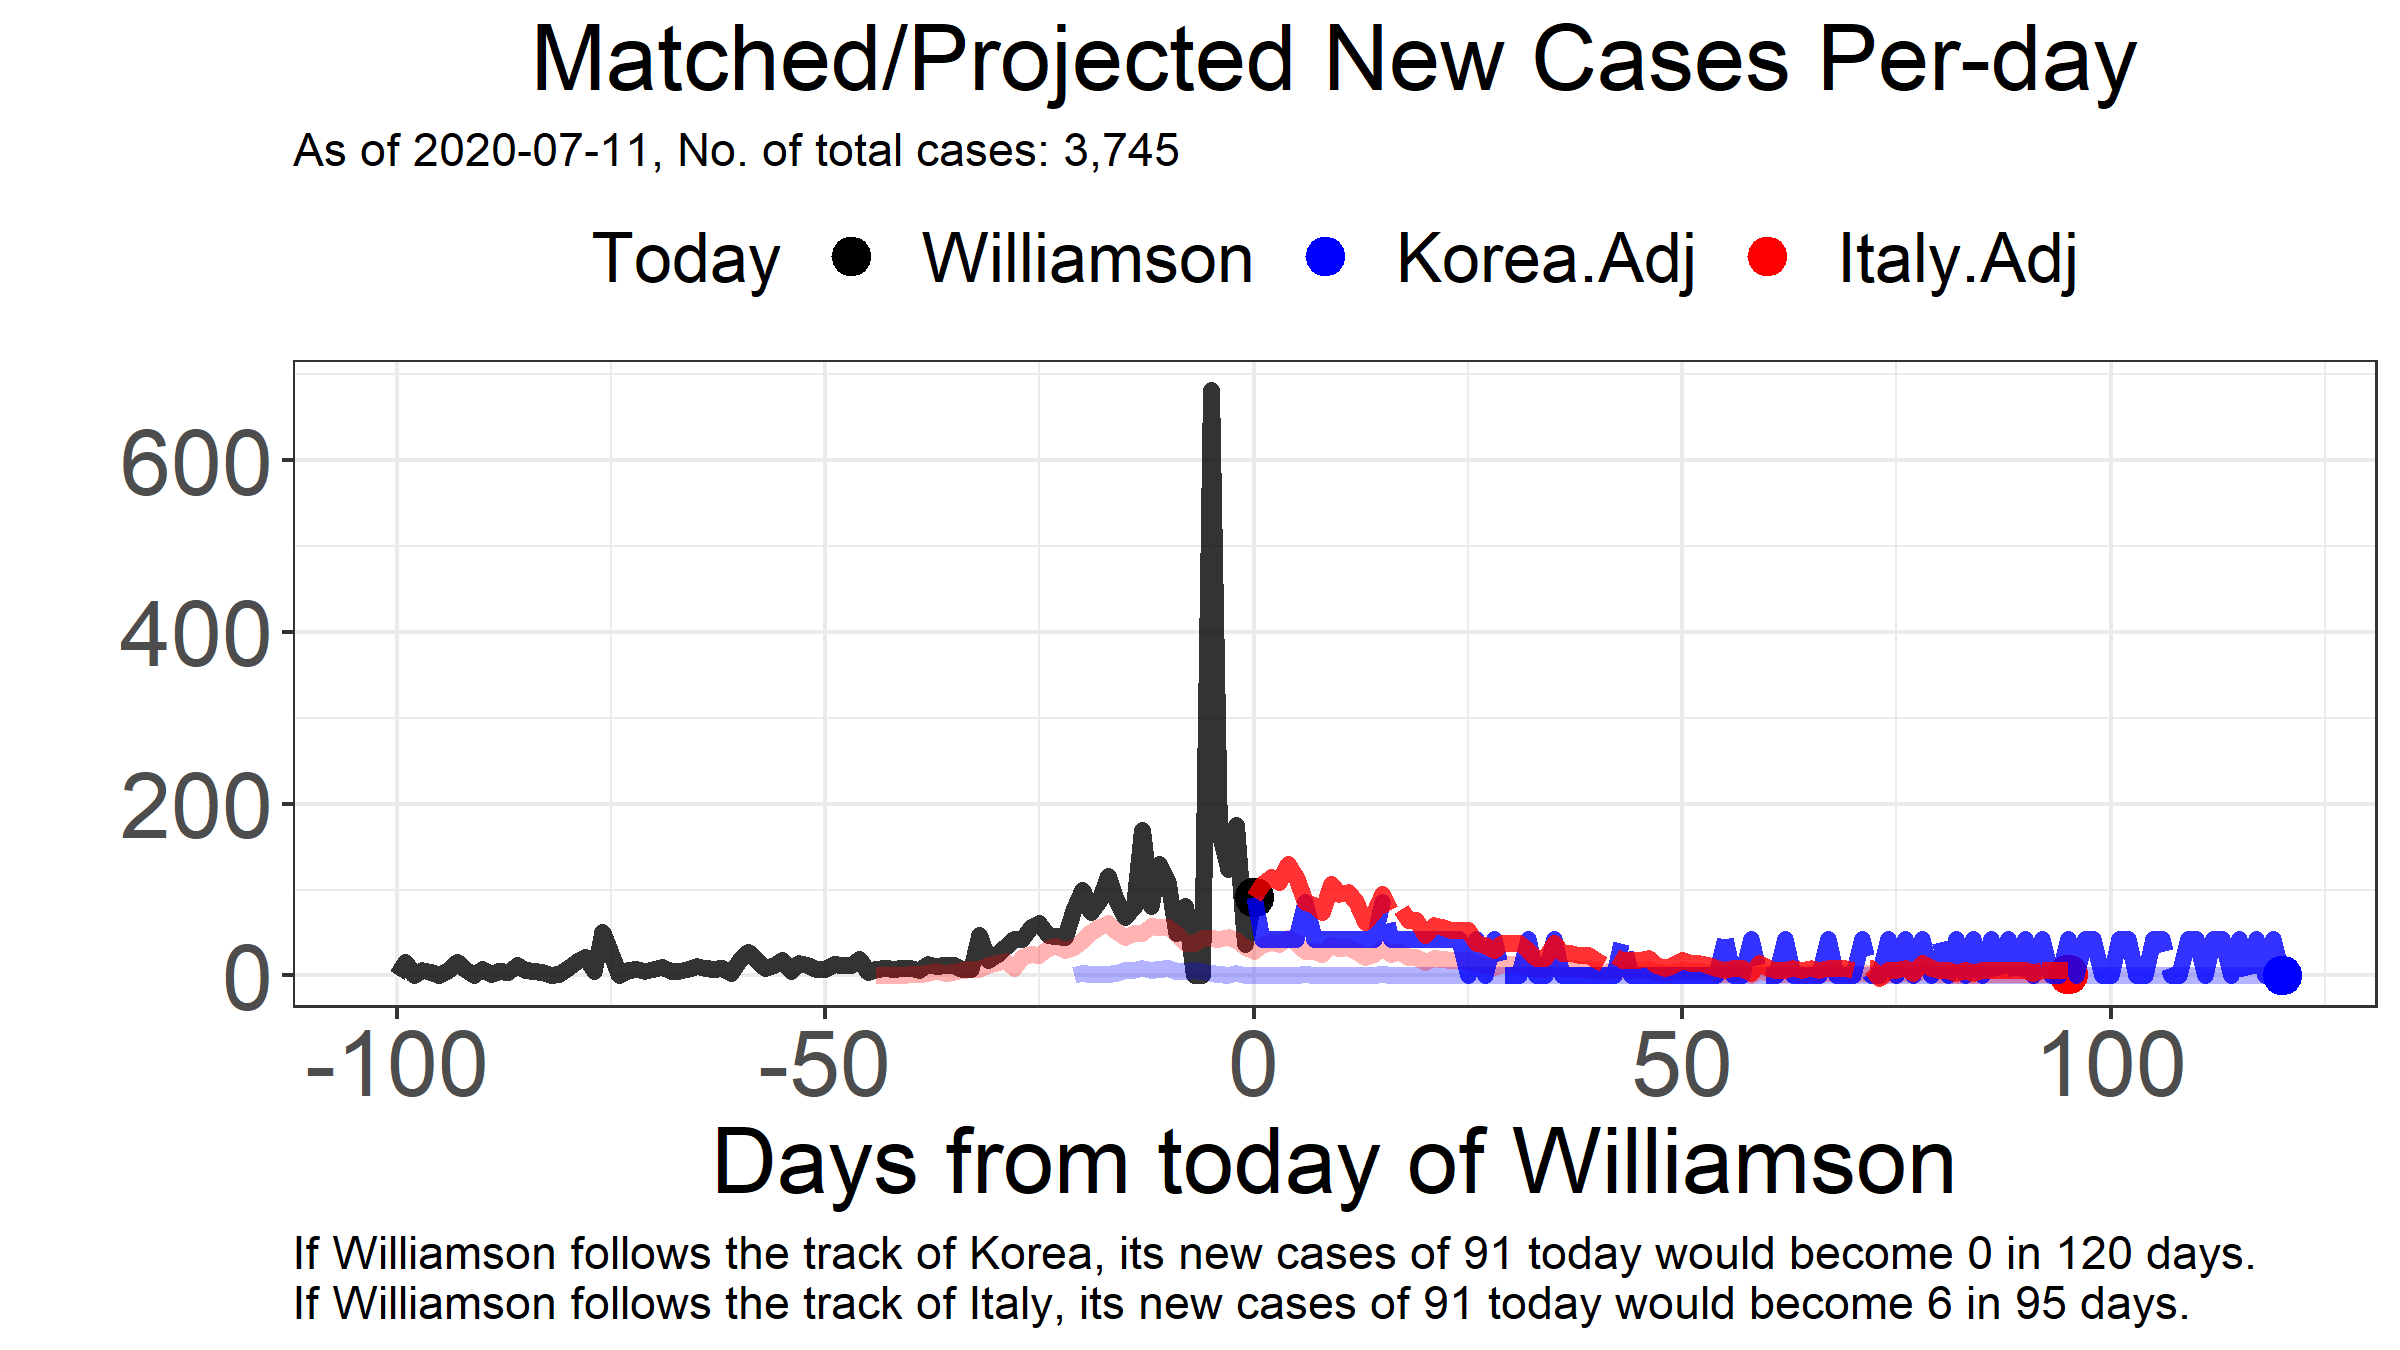 Matched/Projected New Cases Per-day
As of 2020-07-11, No. of total cases: 3,745
Today Williamson Korea.Adj Italy.Adj
600
400
200
0
-100 -50 0 50 100
Days from today of Williamson
If Williamson follows the track of Korea, its new cases of 91 today would become 0 in 120 days.
If Williamson follows the track of Italy, its new cases of 91 today would become 6 in 95 days.